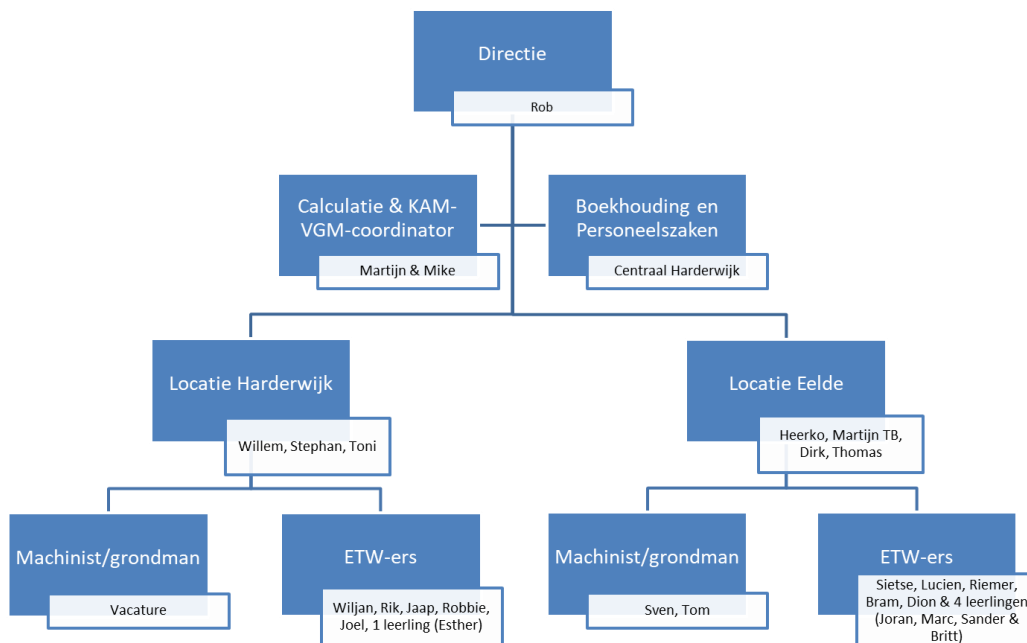 Directie
Rob
Calculatie & KAM-
VGM-coordinator
Martijn & Mike
Boekhouding en
Personeelszaken
Centraal Harderwijk
Locatie Harderwijk
Willem, Stephan, Toni
Locatie Eelde
Heerko, Martijn TB,
Dirk, Thomas
Machinist/grondman
Vacature
ETW-ers
Wiljan, Rik, Jaap, Robbie,
Joel, 1 leerling (Esther)
Machinist/grondman
Sven, Tom
ETW-ers
Sietse, Lucien, Riemer,
Bram, Dion & 4 leerlingen
(Joran, Marc, Sander &
Britt)